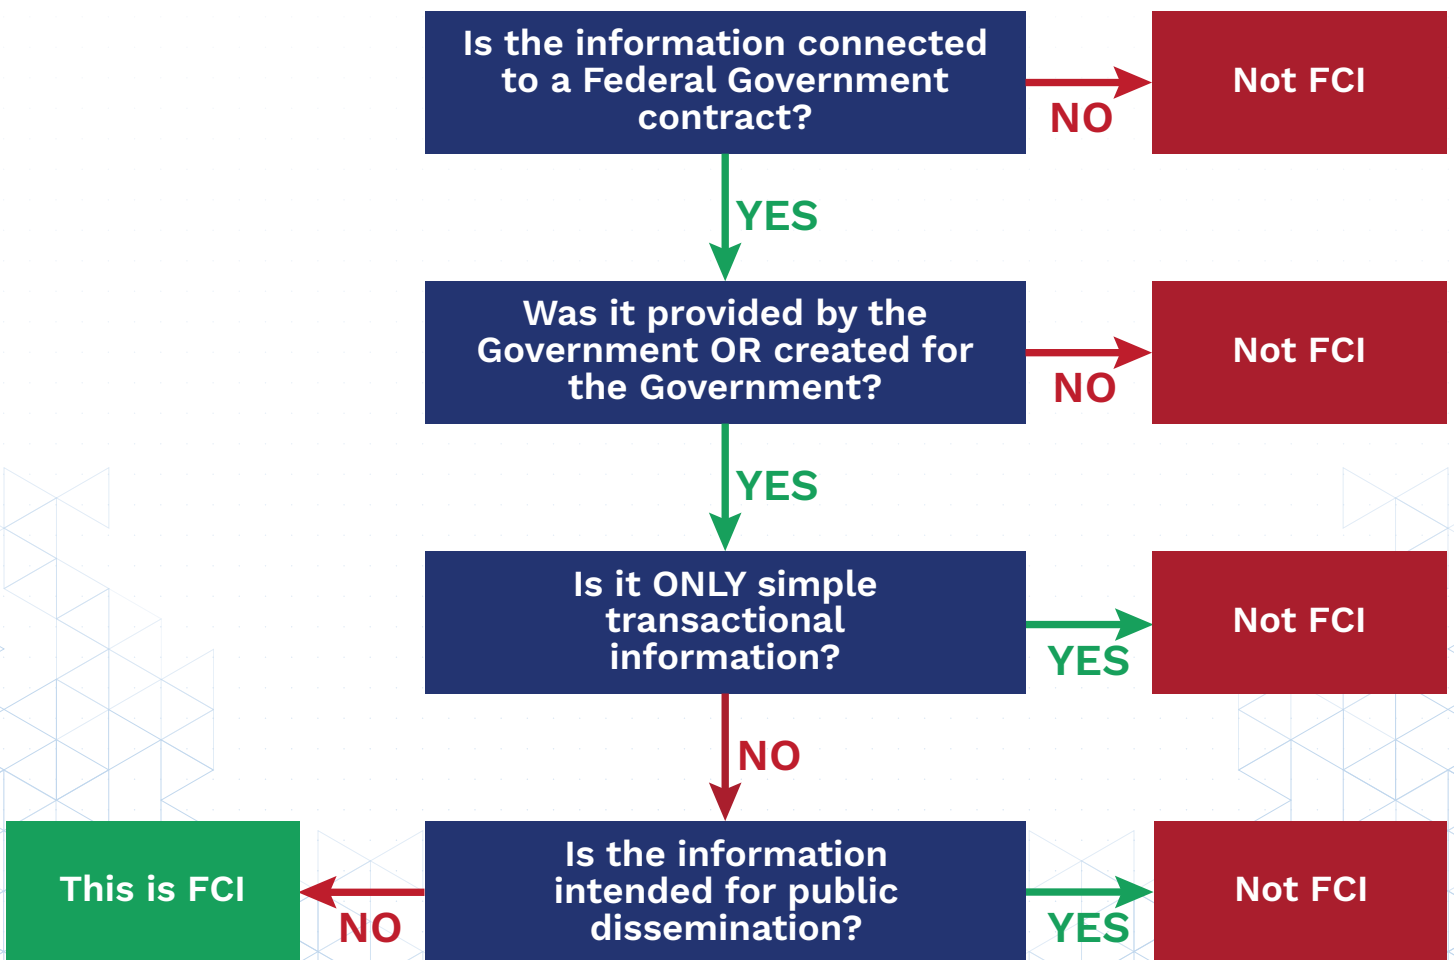 Is the information connected
to a Federal Government
contract?
NO
Not FCI
YES
Was it provided by the
Government OR created for
the Government?
NO
Not FCI
YES
Is it ONLY simple
transactional
information?
YES
Not FCI
NO
This is FCI
NO
Is the information
intended for public
dissemination?
YES
Not FCI